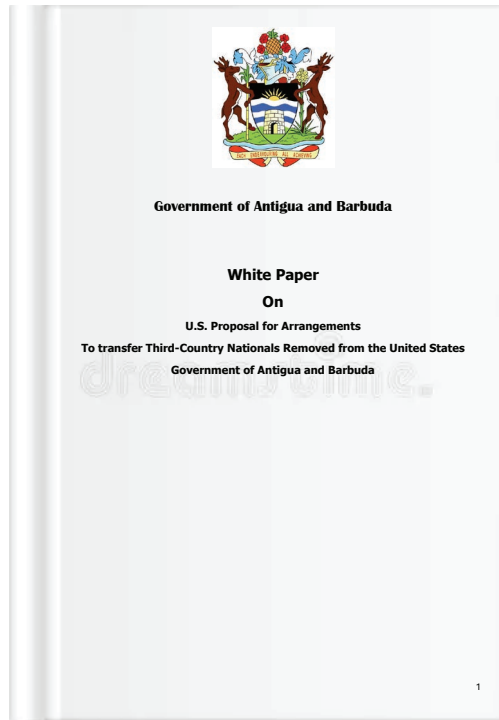 EACH ENDEAVOURING ALL ACHIEVING
Government of Antigua and Barbuda
White Paper
On
U.S. Proposal for Arrangements
To transfer Third-Country Nationals Removed from the United States
Government of Antigua and Barbuda
dreamstime.
1